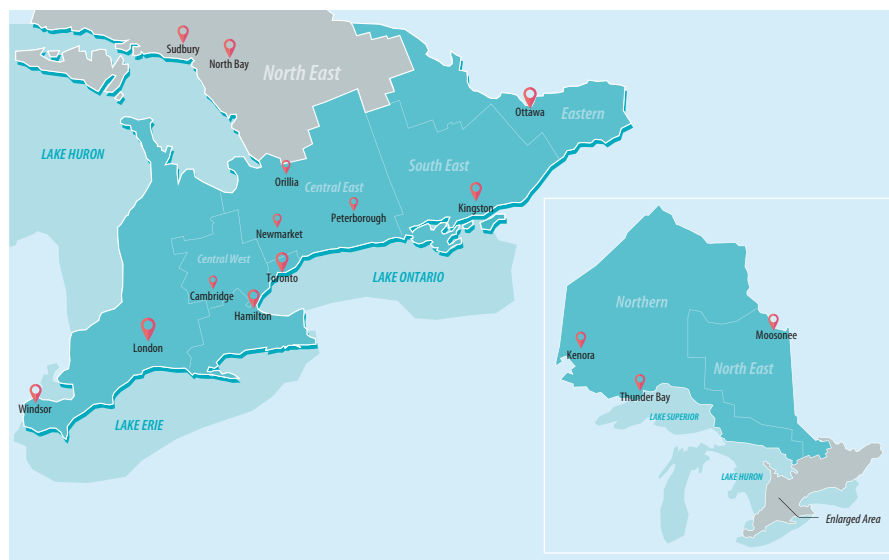 Sudbury
North Bay
North East
Ottawa
Eastern
LAKE HURON
South East
Orillia
Central East
Kingston
Peterborough
Newmarket
Central West
Toronto
LAKE ONTARIO
Cambridge
Hamilton
London
Windsor
LAKE ERIE
Northern
Moosonee
Kenora
North East
Thunder Bay
LAKE SUPERIOR
LAKE HURON
Enlarged Area